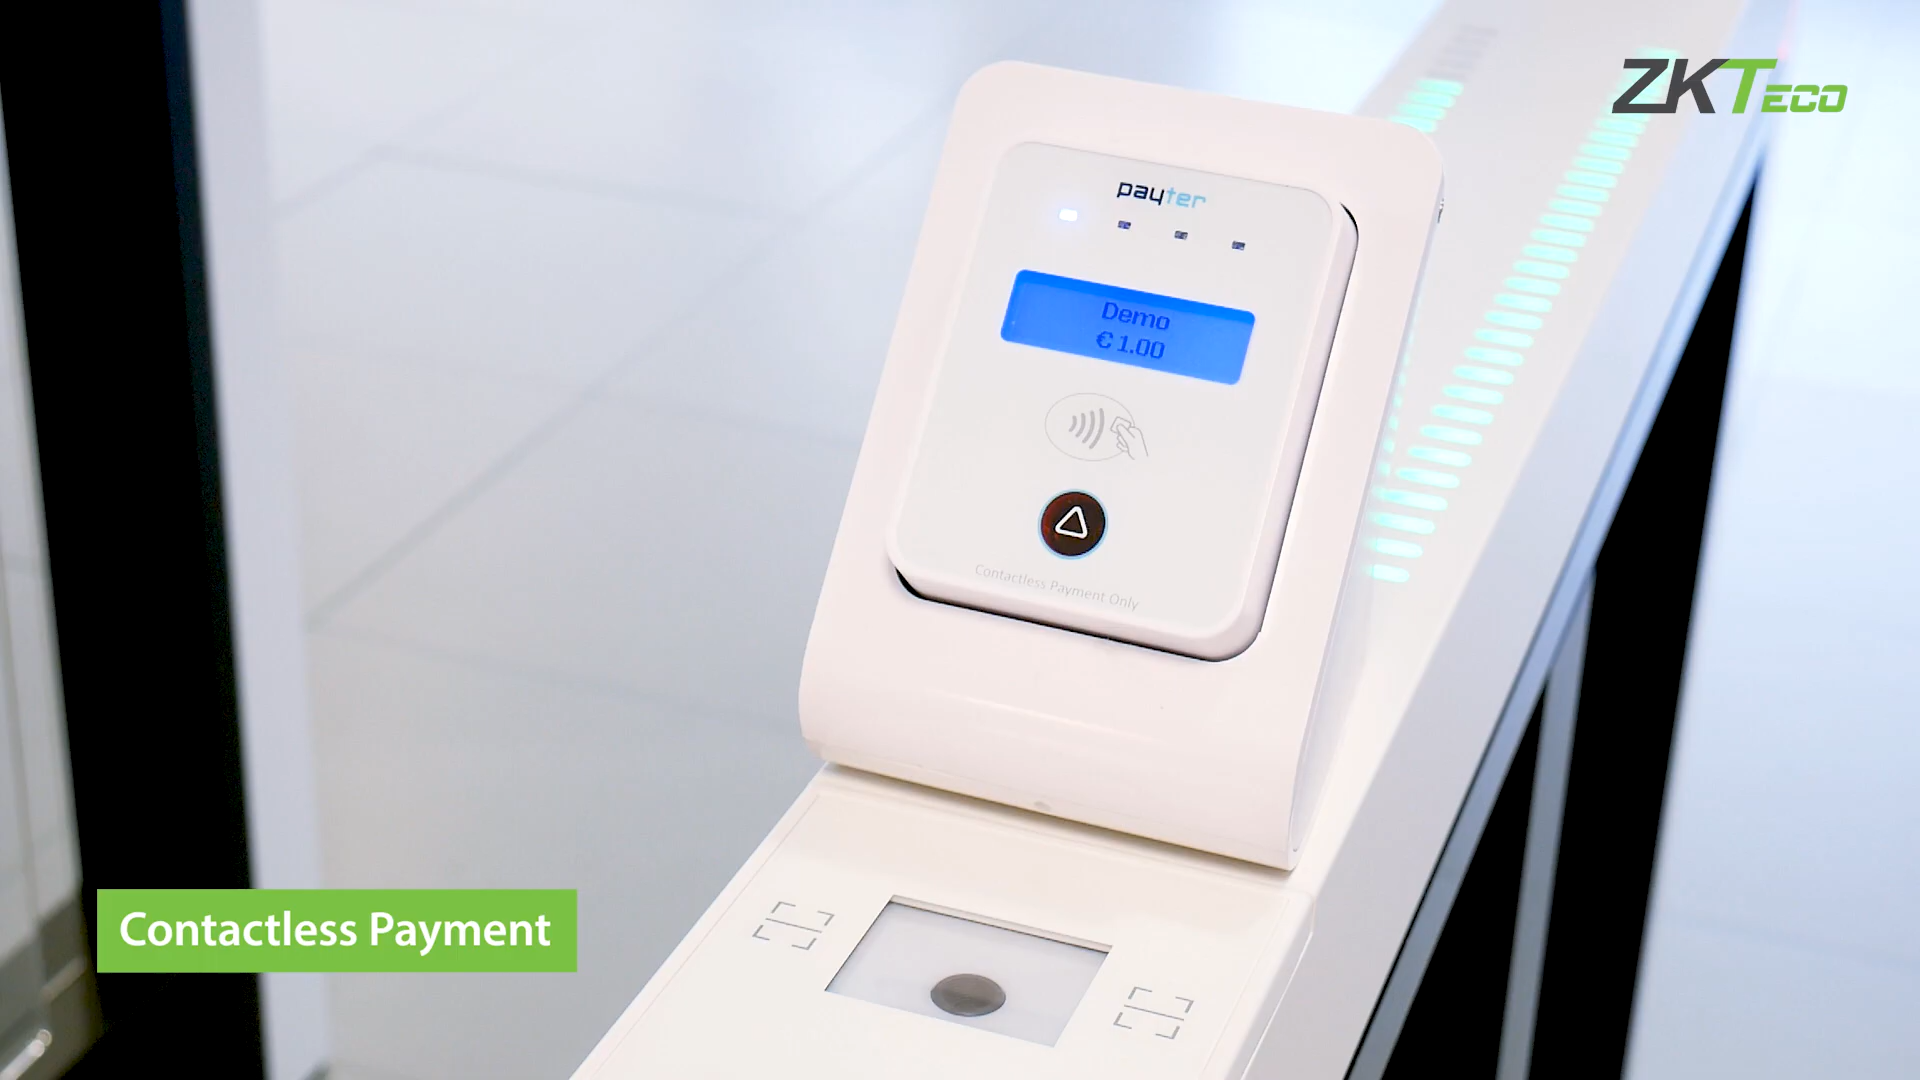 ZKTECO
payter
Demo
€ 1.00
Contactless Payment Only
Contactless Payment